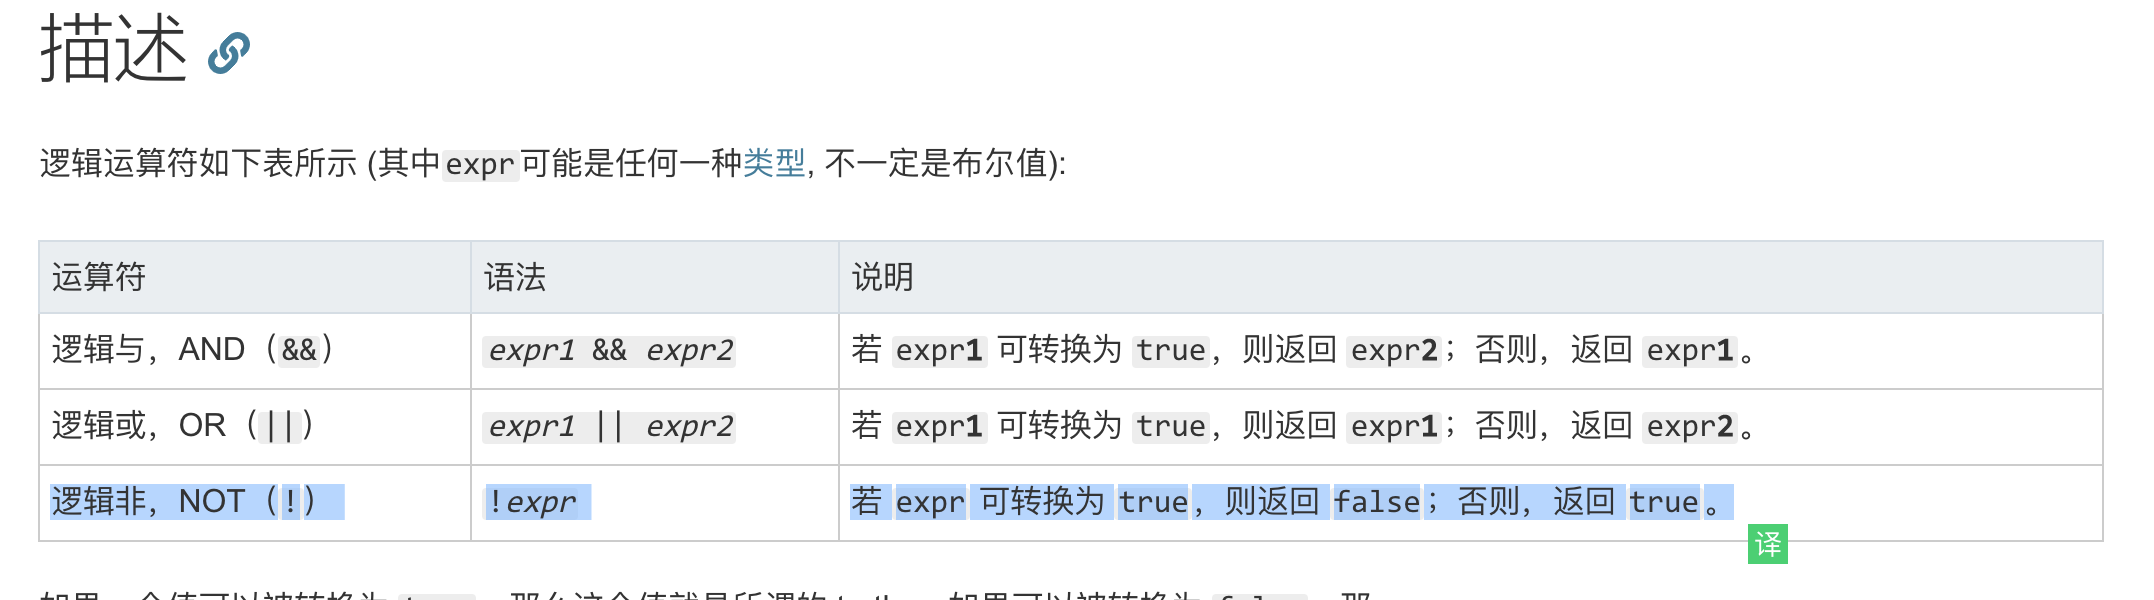 描述
逻辑运算符如下表所示 (其中expr可能是任何一种类型, 不一定是布尔值):
运算符 语法 说明
逻辑与，AND（&&） expr1 && expr2 若 expr1 可转换为 true，则返回 expr2；否则，返回 expr1。
逻辑或，OR（||） expr1 || expr2 若 expr1 可转换为 true，则返回 expr1；否则，返回 expr2。
逻辑非，NOT（!） !expr 若 expr 可转换为 true，则返回 false；否则，返回 true。
译